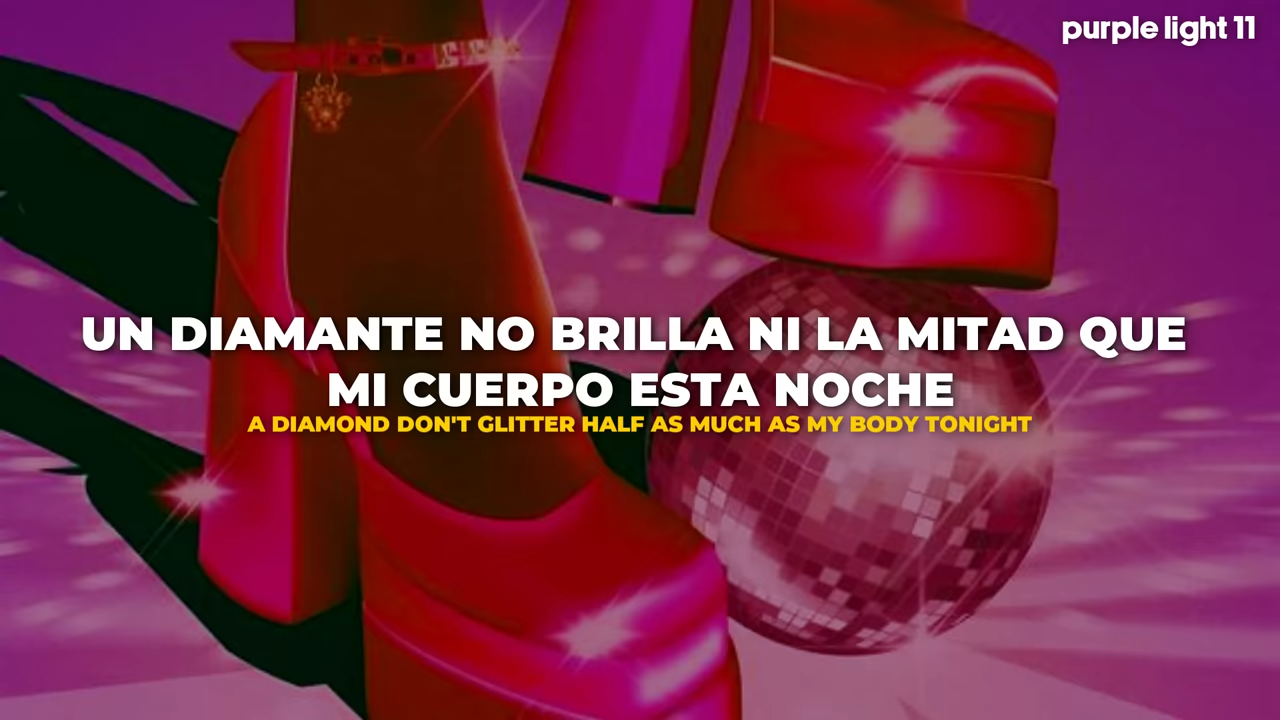 purple light 11
UN DIAMANTE NO BRILLA NI LA MITAD QUE
MI CUERPO ESTA NOCHE
A DIAMOND DON'T GLITTER HALF AS MUCH AS MY BODY TONIGHT